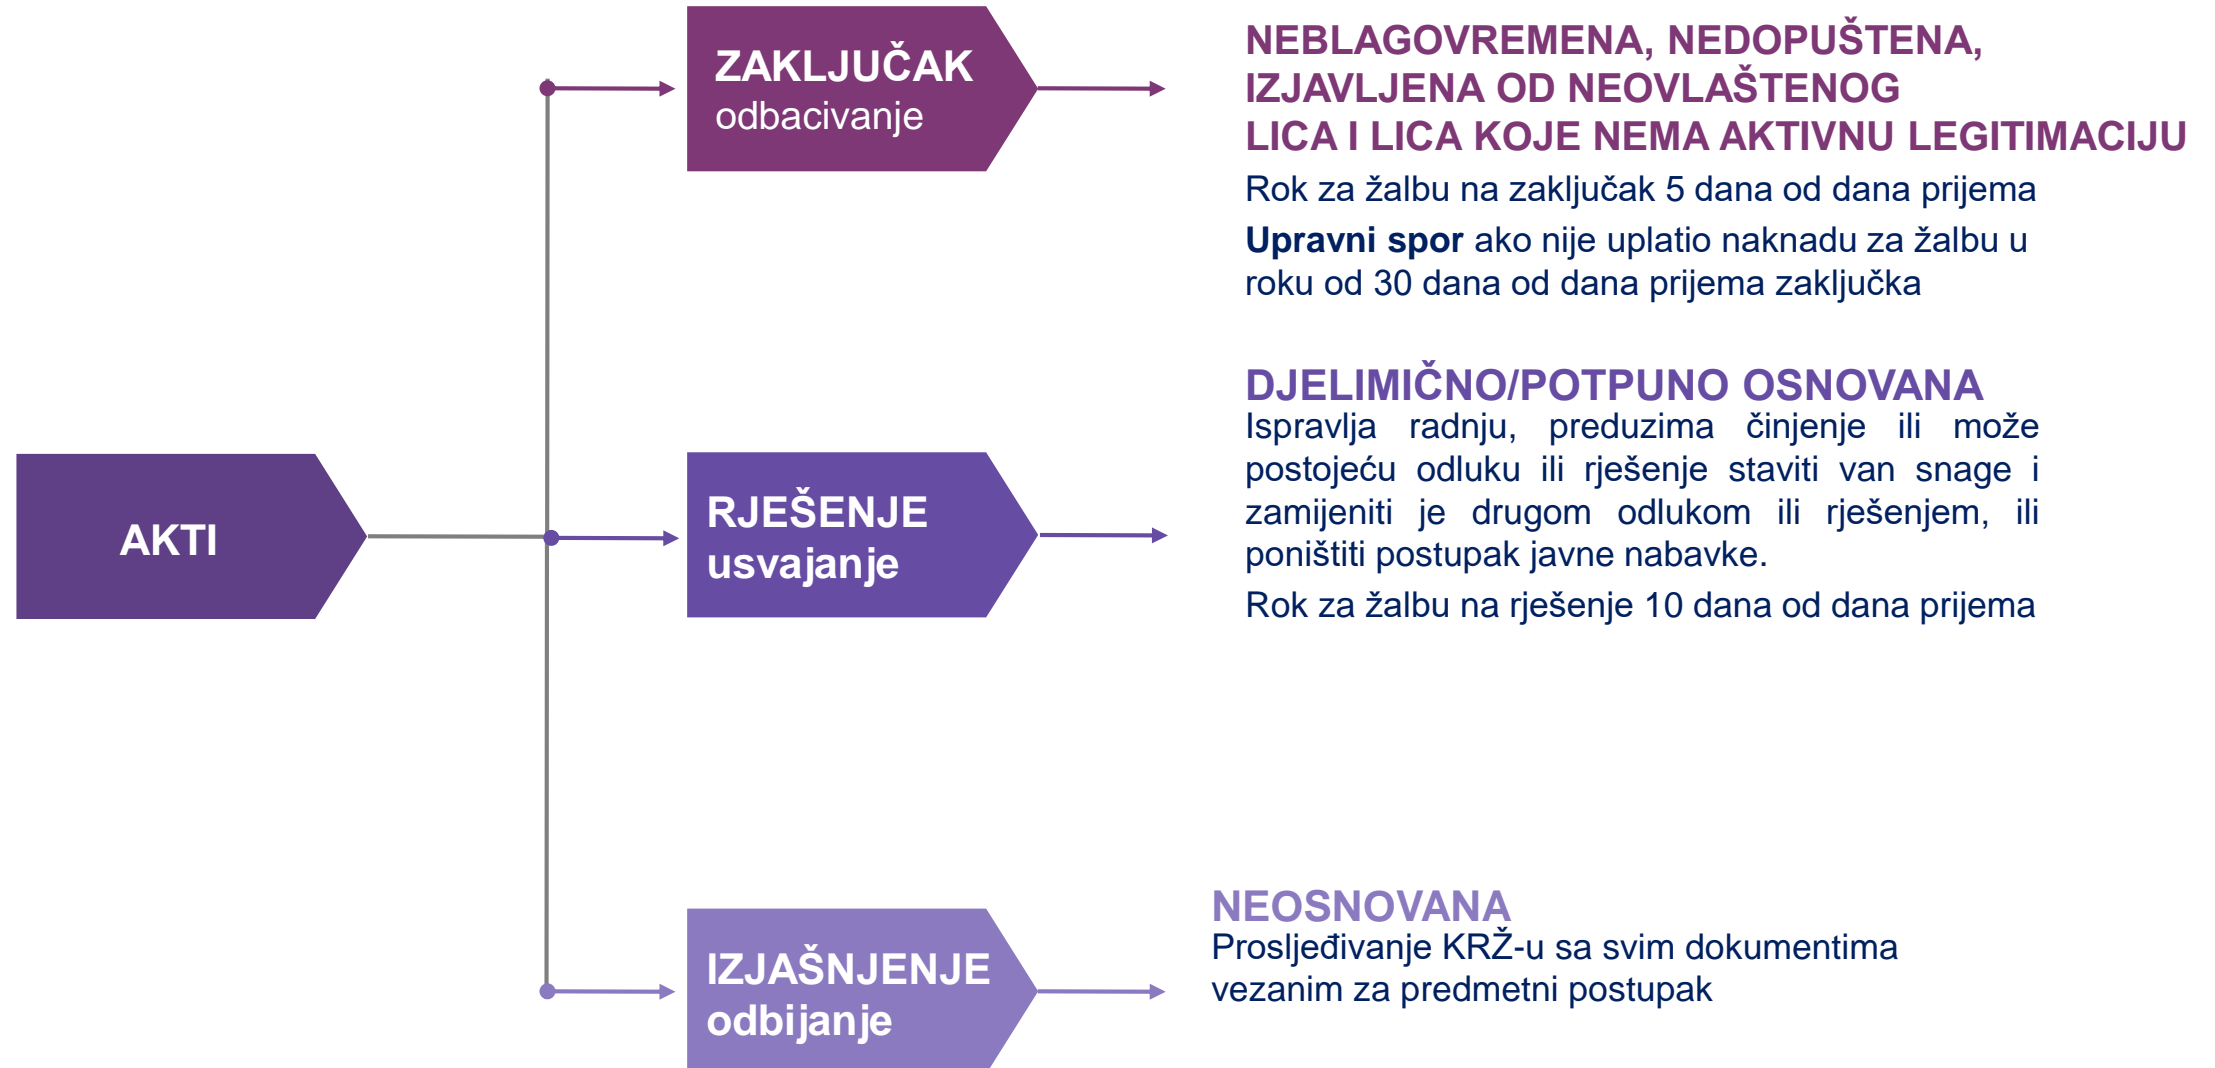 AKTI
ZAKLJUČAK
odbacivanje
NEBLAGOVREMENA, NEDOPUŠTENA,
IZJAVLJENA OD NEOVLAŠTENOG
LICA I LICA KOJE NEMA AKTIVNU LEGITIMACIJU
Rok za žalbu na zaključak 5 dana od dana prijema
Upravni spor ako nije uplatio naknadu za žalbu u
roku od 30 dana od dana prijema zaključka
RJEŠENJE
usvajanje
DJELIMIČNO/POTPUNO OSNOVANA
Ispravlja radnju, preduzima činjenje ili može
postojeću odluku ili rješenje staviti van snage i
zamijeniti je drugom odlukom ili rješenjem, ili
poništiti postupak javne nabavke.
Rok za žalbu na rješenje 10 dana od dana prijema
IZJAŠNJENJE
odbijanje
NEOSNOVANA
Prosljeđivanje KRŽ-u sa svim dokumentima
vezanim za predmetni postupak